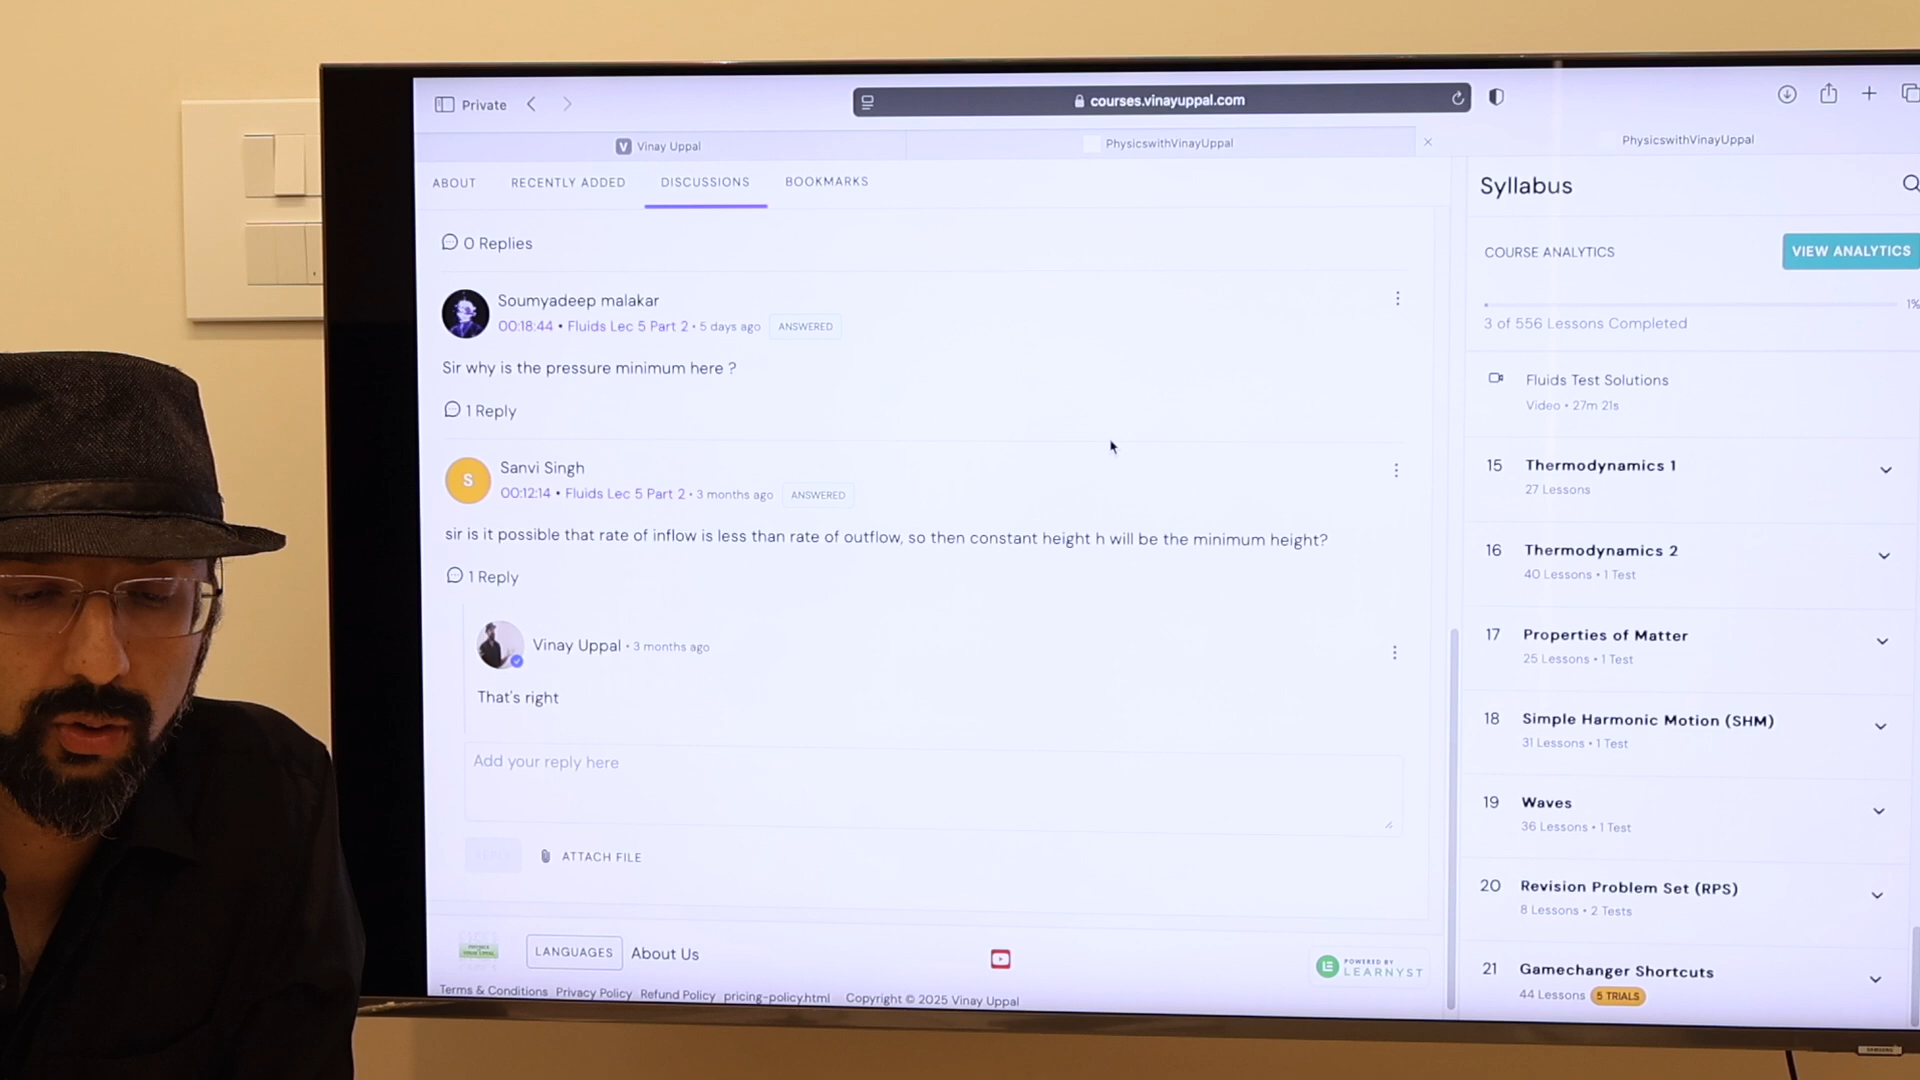 Private
courses.vinayuppal.com
V Vinay Uppal
PhysicswithVinayUppal
PhysicswithVinayUppal
ABOUT
RECENTLY ADDED
DISCUSSIONS
BOOKMARKS
0 Replies
Soumyadeep malakar
00:18:44 • Fluids Lec 5 Part 2 • 5 days ago
ANSWERED
Sir why is the pressure minimum here ?
1 Reply
S
Sanvi Singh
00:12:14 • Fluids Lec 5 Part 2 • 3 months ago
ANSWERED
sir is it possible that rate of inflow is less than rate of outflow, so then constant height h will be the minimum height?
1 Reply
Vinay Uppal • 3 months ago
That's right
Add your reply here
ATTACH FILE
LANGUAGES
About Us
POWERED BY
LEARNYST
Terms & Conditions Privacy Policy Refund Policy pricing-policy.html Copyright © 2025 Vinay Uppal
Syllabus
COURSE ANALYTICS
VIEW ANALYTICS
1%
3 of 556 Lessons Completed
Fluids Test Solutions
Video • 27m 21s
15 Thermodynamics 1
27 Lessons
16 Thermodynamics 2
40 Lessons • 1 Test
17 Properties of Matter
25 Lessons • 1 Test
18 Simple Harmonic Motion (SHM)
31 Lessons • 1 Test
19 Waves
36 Lessons • 1 Test
20 Revision Problem Set (RPS)
8 Lessons • 2 Tests
21 Gamechanger Shortcuts
44 Lessons 5 TRIALS
SAMSUNG